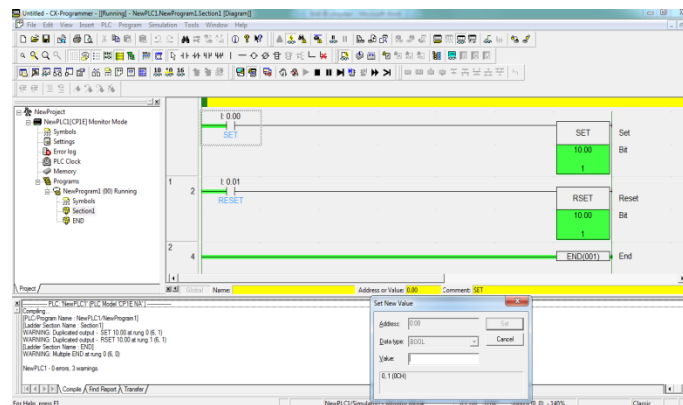 Untitled - CX-Programmer - [[Running] - NewPLC1.NewProgram1.Section1 [Diagram]]
File Edit View Insert PLC Program Simulation Tools Window Help
NewProject
NewPLC1[CP1E] Monitor Mode
Symbols
Settings
Error log
PLC Clock
Memory
Programs
NewProgram1 (00) Running
Symbols
Section1
END
Project
I: 0.00
SET
SET
Set
10.00
Bit
1
1
2
I: 0.01
RESET
RSET
Reset
10.00
Bit
1
2
4
END(001)
End
Global
Name:
Address or Value: 0.00
Comment: SET
PLC: 'NewPLC1' (PLC Model 'CP1E NA')
Compiling...
[PLC/Program Name : NewPLC1/NewProgram1]
[Ladder Section Name : Section1]
WARNING: Duplicated output - SET 10.00 at rung 0 (6, 1)
WARNING: Duplicated output - RSET 10.00 at rung 1 (6, 1)
[Ladder Section Name : END]
WARNING: Multiple END at rung 0 (6, 0)
NewPLC1 - 0 errors, 3 warnings.
Compile
Find Report
Transfer
Set New Value
Address:
0.00
Set
Data type:
BOOL
Cancel
Value:
0, 1 (0CH)
For Help, press F1
140%
Classic